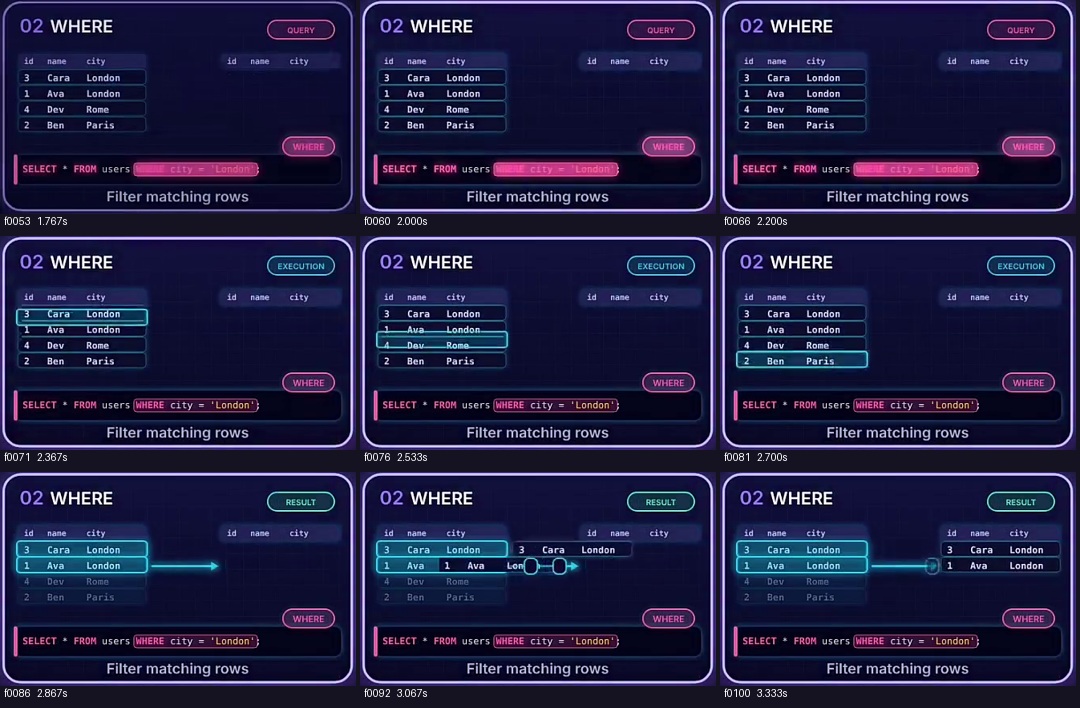 02 WHERE
QUERY
id name city
id name city
3 Cara London
1 Ava London
4 Dev Rome
2 Ben Paris
WHERE
SELECT * FROM users WHERE city = 'London';
Filter matching rows
f0053 1.767s
02 WHERE
QUERY
id name city
id name city
3 Cara London
1 Ava London
4 Dev Rome
2 Ben Paris
WHERE
SELECT * FROM users WHERE city = 'London';
Filter matching rows
f0060 2.000s
02 WHERE
QUERY
id name city
id name city
3 Cara London
1 Ava London
4 Dev Rome
2 Ben Paris
WHERE
SELECT * FROM users WHERE city = 'London';
Filter matching rows
f0066 2.200s
02 WHERE
EXECUTION
id name city
id name city
3 Cara London
1 Ava London
4 Dev Rome
2 Ben Paris
WHERE
SELECT * FROM users WHERE city = 'London';
Filter matching rows
f0071 2.367s
02 WHERE
EXECUTION
id name city
id name city
3 Cara London
1 Ava London
4 Dev Rome
2 Ben Paris
WHERE
SELECT * FROM users WHERE city = 'London';
Filter matching rows
f0076 2.533s
02 WHERE
EXECUTION
id name city
id name city
3 Cara London
1 Ava London
4 Dev Rome
2 Ben Paris
WHERE
SELECT * FROM users WHERE city = 'London';
Filter matching rows
f0081 2.700s
02 WHERE
RESULT
id name city
id name city
3 Cara London
1 Ava London
4 Dev Rome
2 Ben Paris
WHERE
SELECT * FROM users WHERE city = 'London';
Filter matching rows
f0086 2.867s
02 WHERE
RESULT
id name city
id name city
3 Cara London
3 Cara London
1 Ava
1 Ava
4 Dev Rome
2 Ben Paris
WHERE
SELECT * FROM users WHERE city = 'London';
Filter matching rows
f0092 3.067s
02 WHERE
RESULT
id name city
id name city
3 Cara London
3 Cara London
1 Ava London
1 Ava London
4 Dev Rome
2 Ben Paris
WHERE
SELECT * FROM users WHERE city = 'London';
Filter matching rows
f0100 3.333s